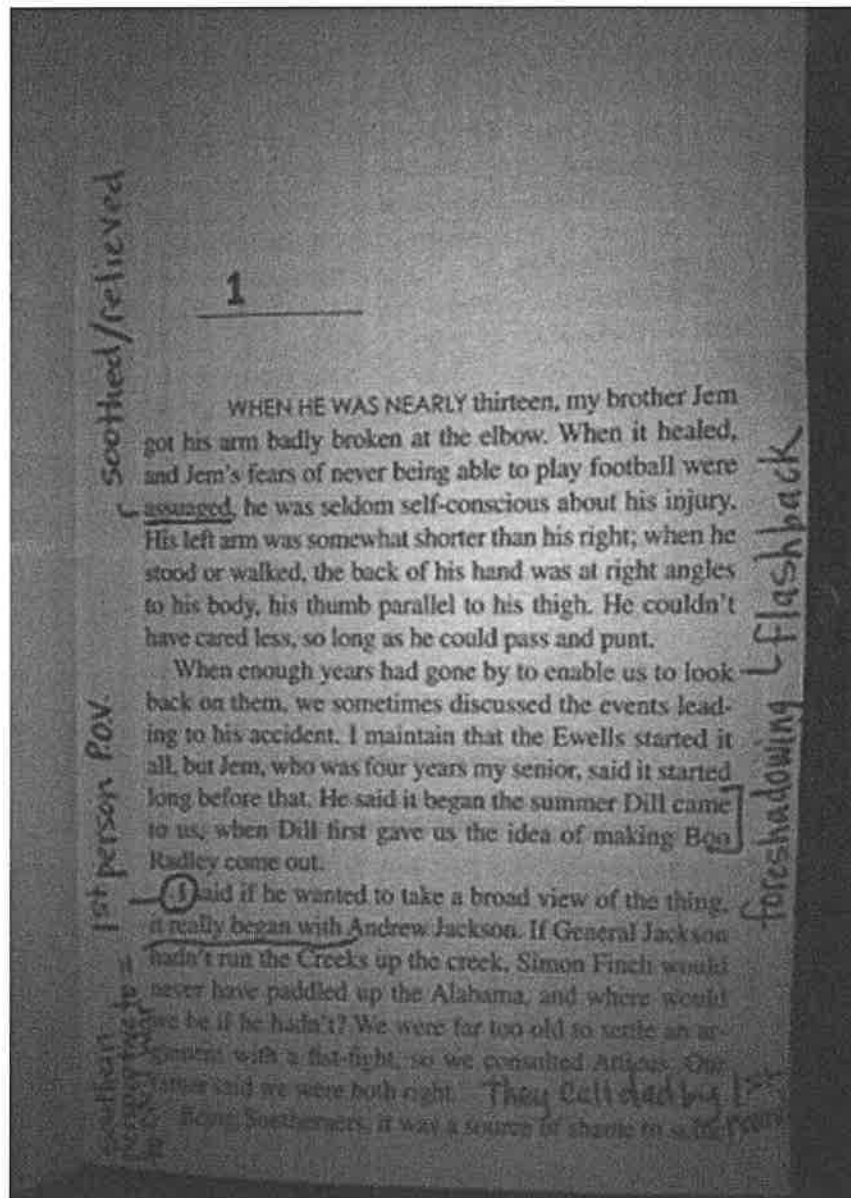 1
WHEN HE WAS NEARLY thirteen, my brother Jem
got his arm badly broken at the elbow. When it healed,
and Jem's fears of never being able to play football were
assuaged, he was seldom self-conscious about his injury.
His left arm was somewhat shorter than his right; when he
stood or walked, the back of his hand was at right angles
to his body, his thumb parallel to his thigh. He couldn't
have cared less, so long as he could pass and punt.
When enough years had gone by to enable us to look
back on them, we sometimes discussed the events lead-
ing to his accident. I maintain that the Ewells started it
all, but Jem, who was four years my senior, said it started
long before that. He said it began the summer Dill came
to us, when Dill first gave us the idea of making Boo
Radley come out.
I said if he wanted to take a broad view of the thing,
it really began with Andrew Jackson. If General Jackson
hadn't run the Creeks up the creek, Simon Finch would
never have paddled up the Alabama, and where would
we be if he hadn't? We were far too old to settle an ar-
gument with a fist-fight, so we consulted Atticus. Our
father said we were both right.
They call dad by 1st
Being Southerners, it was a source of shame to some
soothed/relieved
1st person P.O.V.
southern
flashback
foreshadowing